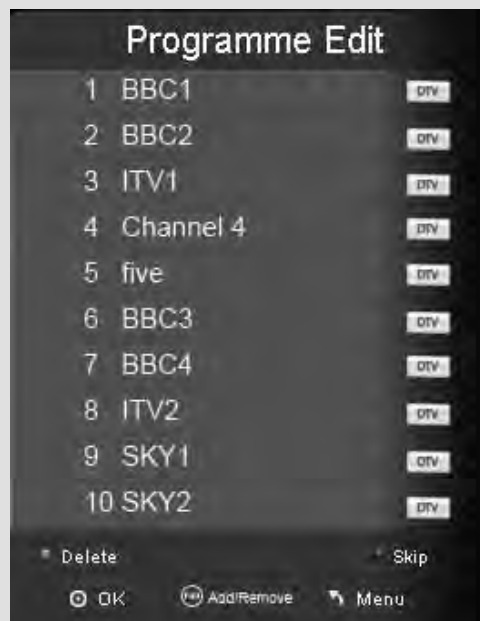 Programme Edit
1 BBC1 DTV
2 BBC2 DTV
3 ITV1 DTV
4 Channel 4 DTV
5 five DTV
6 BBC3 DTV
7 BBC4 DTV
8 ITV2 DTV
9 SKY1 DTV
10 SKY2 DTV
Delete Skip
OK Add/Remove Menu